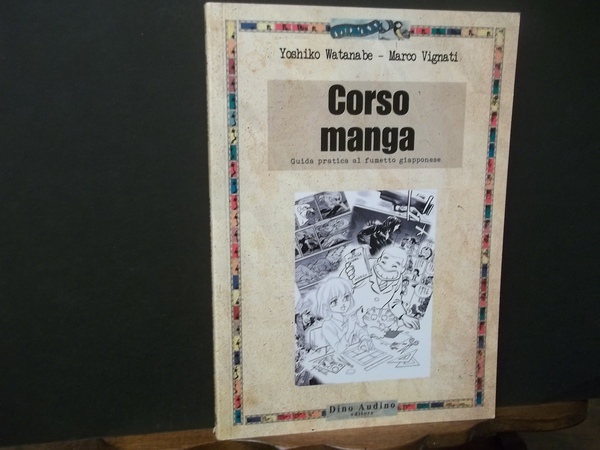 Yoshiko Watanabe - Marco Vignati
Corso
manga
Guida pratica al fumetto giapponese
Dino Audino
editore